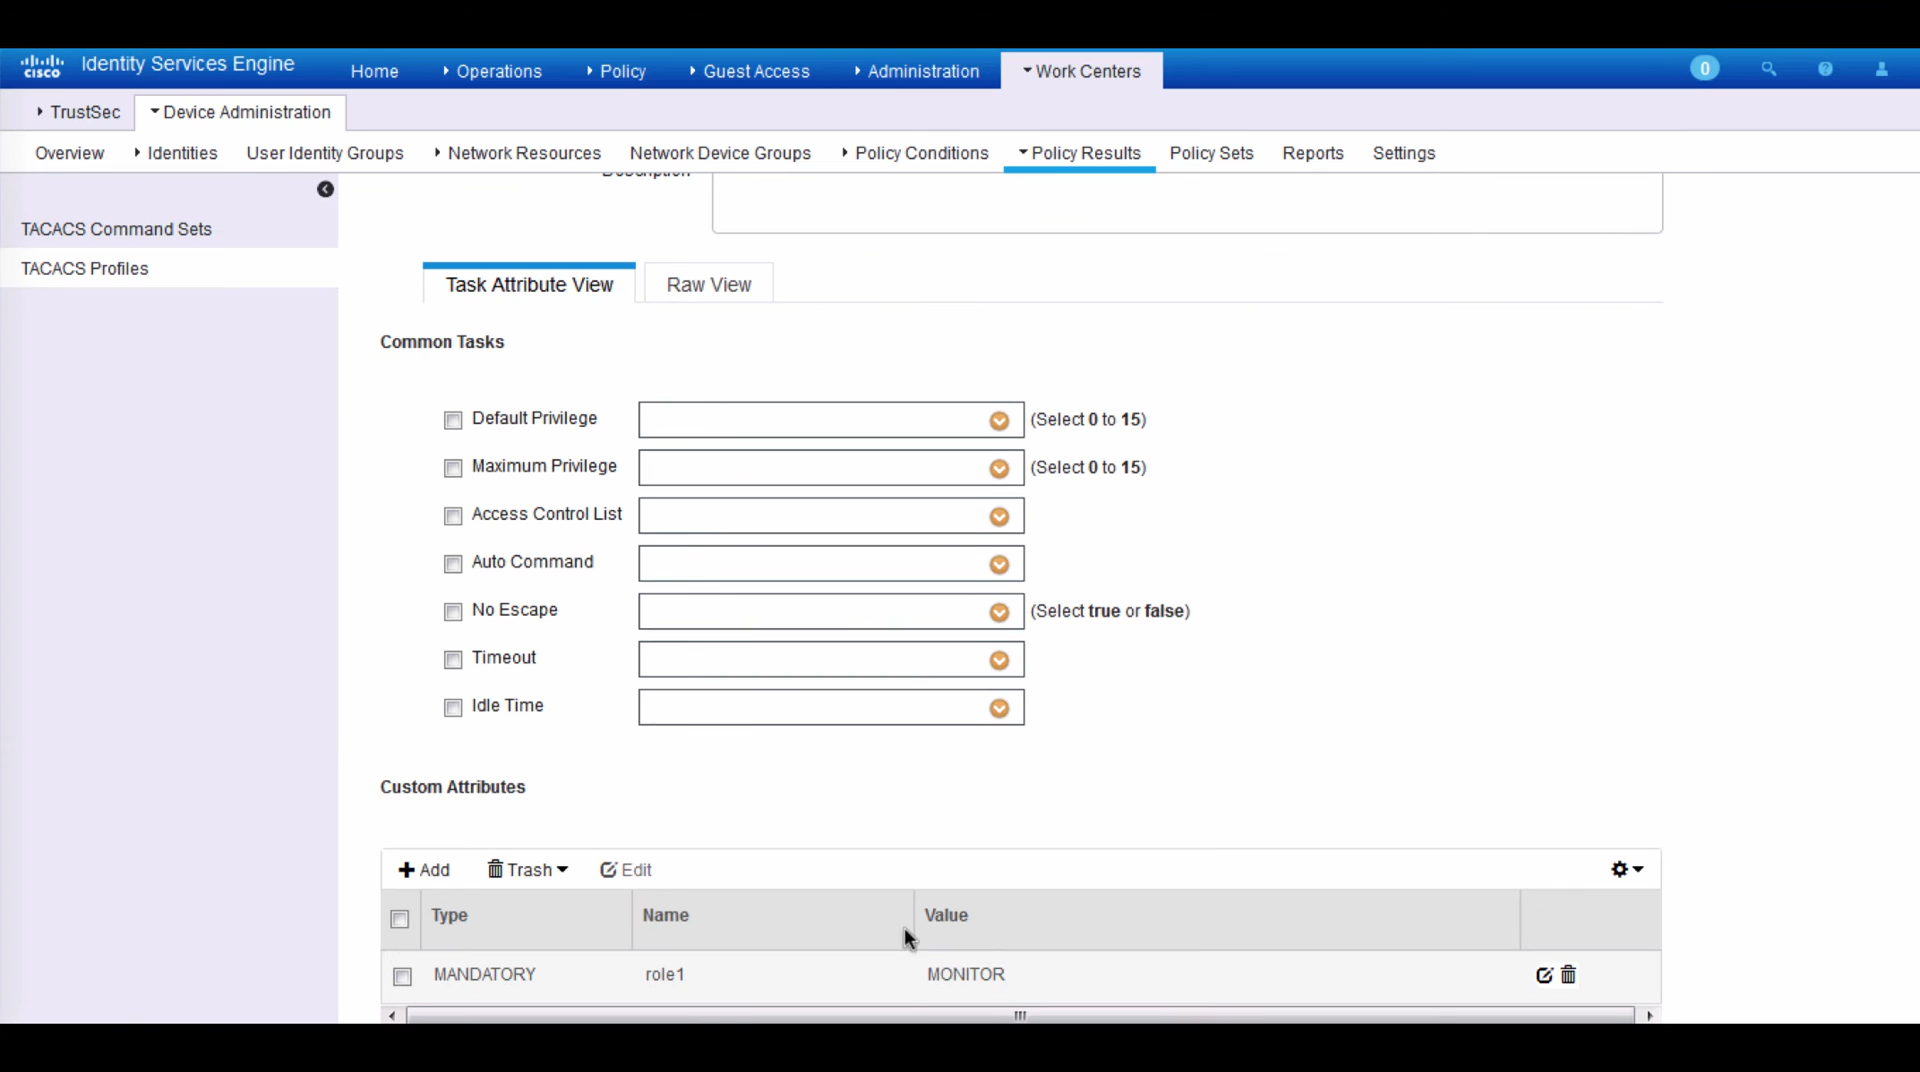 cisco Identity Services Engine Home Operations Policy Guest Access Administration Work Centers 0
TrustSec Device Administration
Overview Identities User Identity Groups Network Resources Network Device Groups Policy Conditions Policy Results Policy Sets Reports Settings
Description
TACACS Command Sets
TACACS Profiles
Task Attribute View Raw View
Common Tasks
Default Privilege (Select 0 to 15)
Maximum Privilege (Select 0 to 15)
Access Control List
Auto Command
No Escape (Select true or false)
Timeout
Idle Time
Custom Attributes
Add Trash Edit
Type Name Value
MANDATORY role1 MONITOR